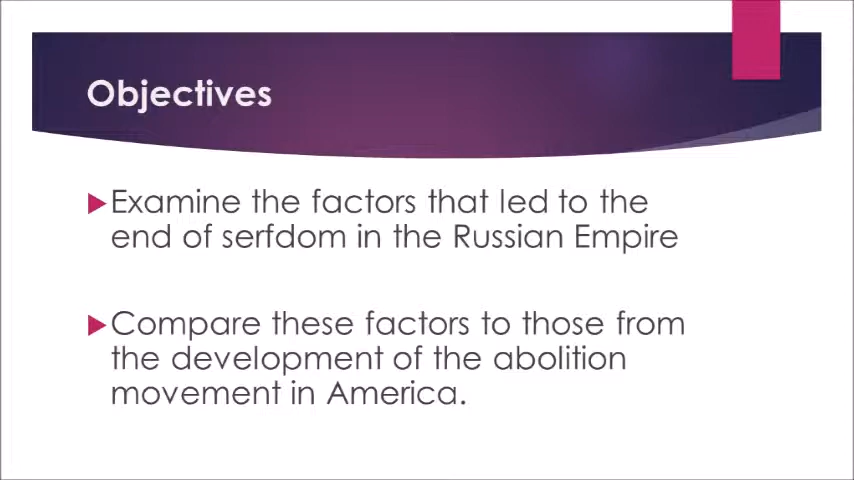 Objectives
Examine the factors that led to the
end of serfdom in the Russian Empire
Compare these factors to those from
the development of the abolition
movement in America.